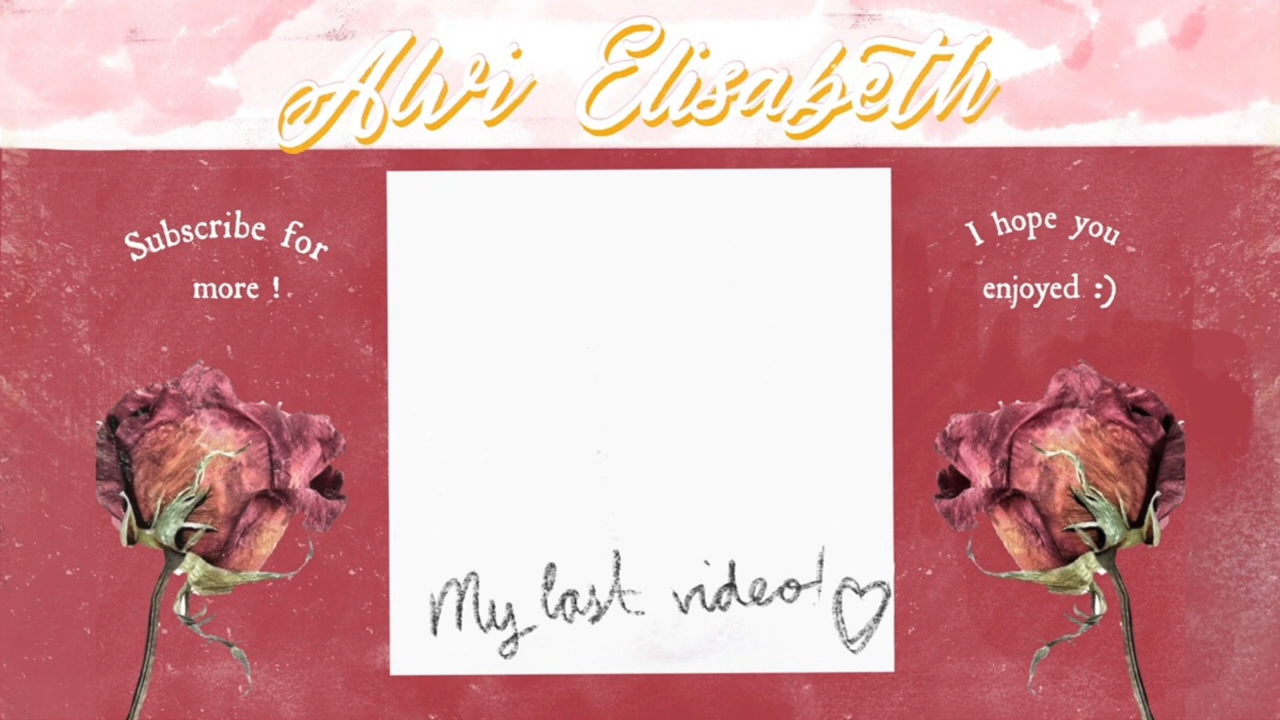 Alvi Elisabeth
Subscribe for
more !
I hope you
enjoyed :)
My last video!